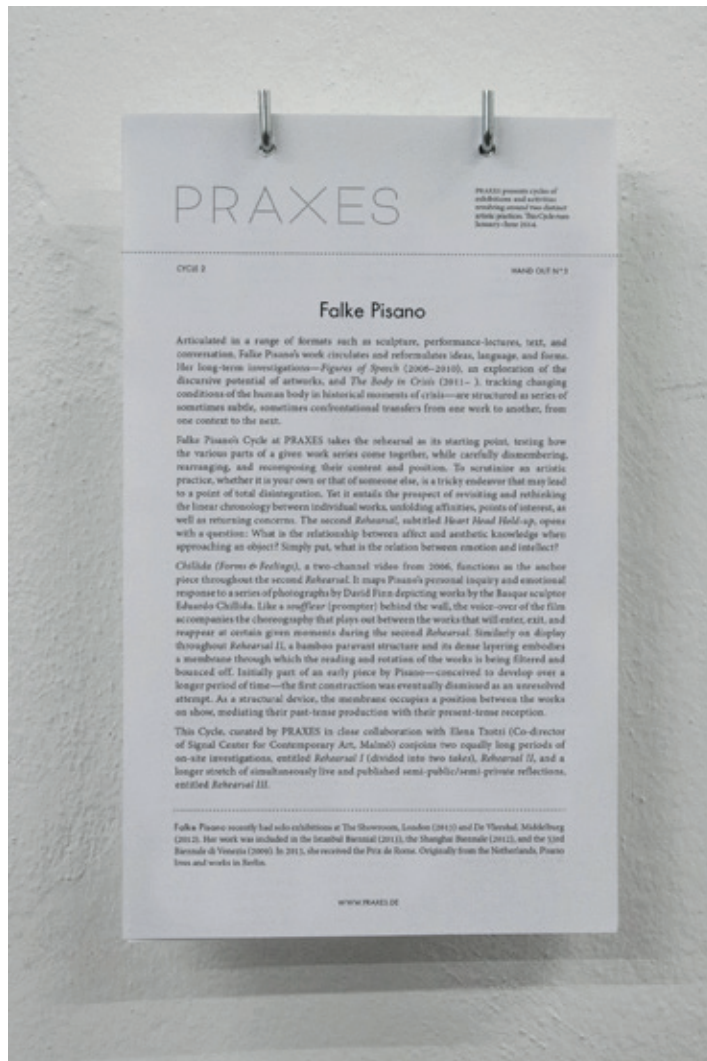 PRAXES
PRAXES presents cycles of
exhibitions and activities
revolving around two distinct
artistic practices. This Cycle runs
January–June 2014.
CYCLE 2
HAND OUT N°3
Falke Pisano
Articulated in a range of formats such as sculpture, performance-lectures, text, and
conversation, Falke Pisano's work circulates and reformulates ideas, language, and forms.
Her long-term investigations—Figures of Speech (2006–2010), an exploration of the
discursive potential of artworks, and The Body in Crisis (2011– ), tracking changing
conditions of the human body in historical moments of crisis—are structured as series of
sometimes subtle, sometimes confrontational transfers from one work to another, from
one context to the next.
Falke Pisano's Cycle at PRAXES takes the rehearsal as its starting point, testing how
the various parts of a given work series come together, while carefully dismembering,
rearranging, and recomposing their content and position. To scrutinize an artistic
practice, whether it is your own or that of someone else, is a tricky endeavor that may lead
to a point of total disintegration. Yet it entails the prospect of revisiting and rethinking
the linear chronology between individual works, unfolding affinities, points of interest, as
well as returning concerns. The second Rehearsal, subtitled Heart Head Hold-up, opens
with a question: What is the relationship between affect and aesthetic knowledge when
approaching an object? Simply put, what is the relation between emotion and intellect?
Chillida (Forms & Feelings), a two-channel video from 2006, functions as the anchor
piece throughout the second Rehearsal. It maps Pisano's personal inquiry and emotional
response to a series of photographs by David Finn depicting works by the Basque sculptor
Eduardo Chillida. Like a souffleur (prompter) behind the wall, the voice-over of the film
accompanies the choreography that plays out between the works that will enter, exit, and
reappear at certain given moments during the second Rehearsal. Similarly on display
throughout Rehearsal II, a bamboo paravant structure and its dense layering embodies
a membrane through which the reading and rotation of the works is being filtered and
bounced off. Initially part of an early piece by Pisano—conceived to develop over a
longer period of time—the first construction was eventually dismissed as an unresolved
attempt. As a structural device, the membrane occupies a position between the works
on show, mediating their past-tense production with their present-tense reception.
This Cycle, curated by PRAXES in close collaboration with Elena Tzotzi (Co-director
of Signal Center for Contemporary Art, Malmö) conjoins two equally long periods of
on-site investigations, entitled Rehearsal I (divided into two takes), Rehearsal II, and a
longer stretch of simultaneously live and published semi-public/semi-private reflections,
entitled Rehearsal III.
Falke Pisano recently had solo exhibitions at The Showroom, London (2013) and De Vleeshal, Middelburg
(2012). Her work was included in the Istanbul Biennial (2013), the Shanghai Biennale (2012), and the 53rd
Biennale di Venezia (2009). In 2013, she received the Prix de Rome. Originally from the Netherlands, Pisano
lives and works in Berlin.
WWW.PRAXES.DE